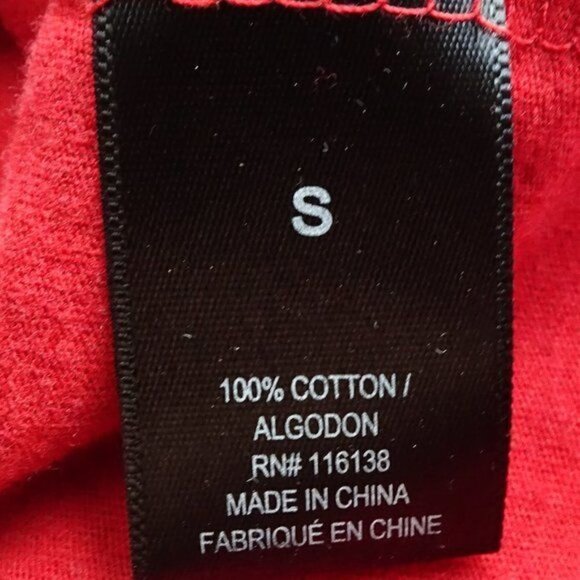 S
100% COTTON /
ALGODON
RN# 116138
MADE IN CHINA
FABRIQUÉ EN CHINE